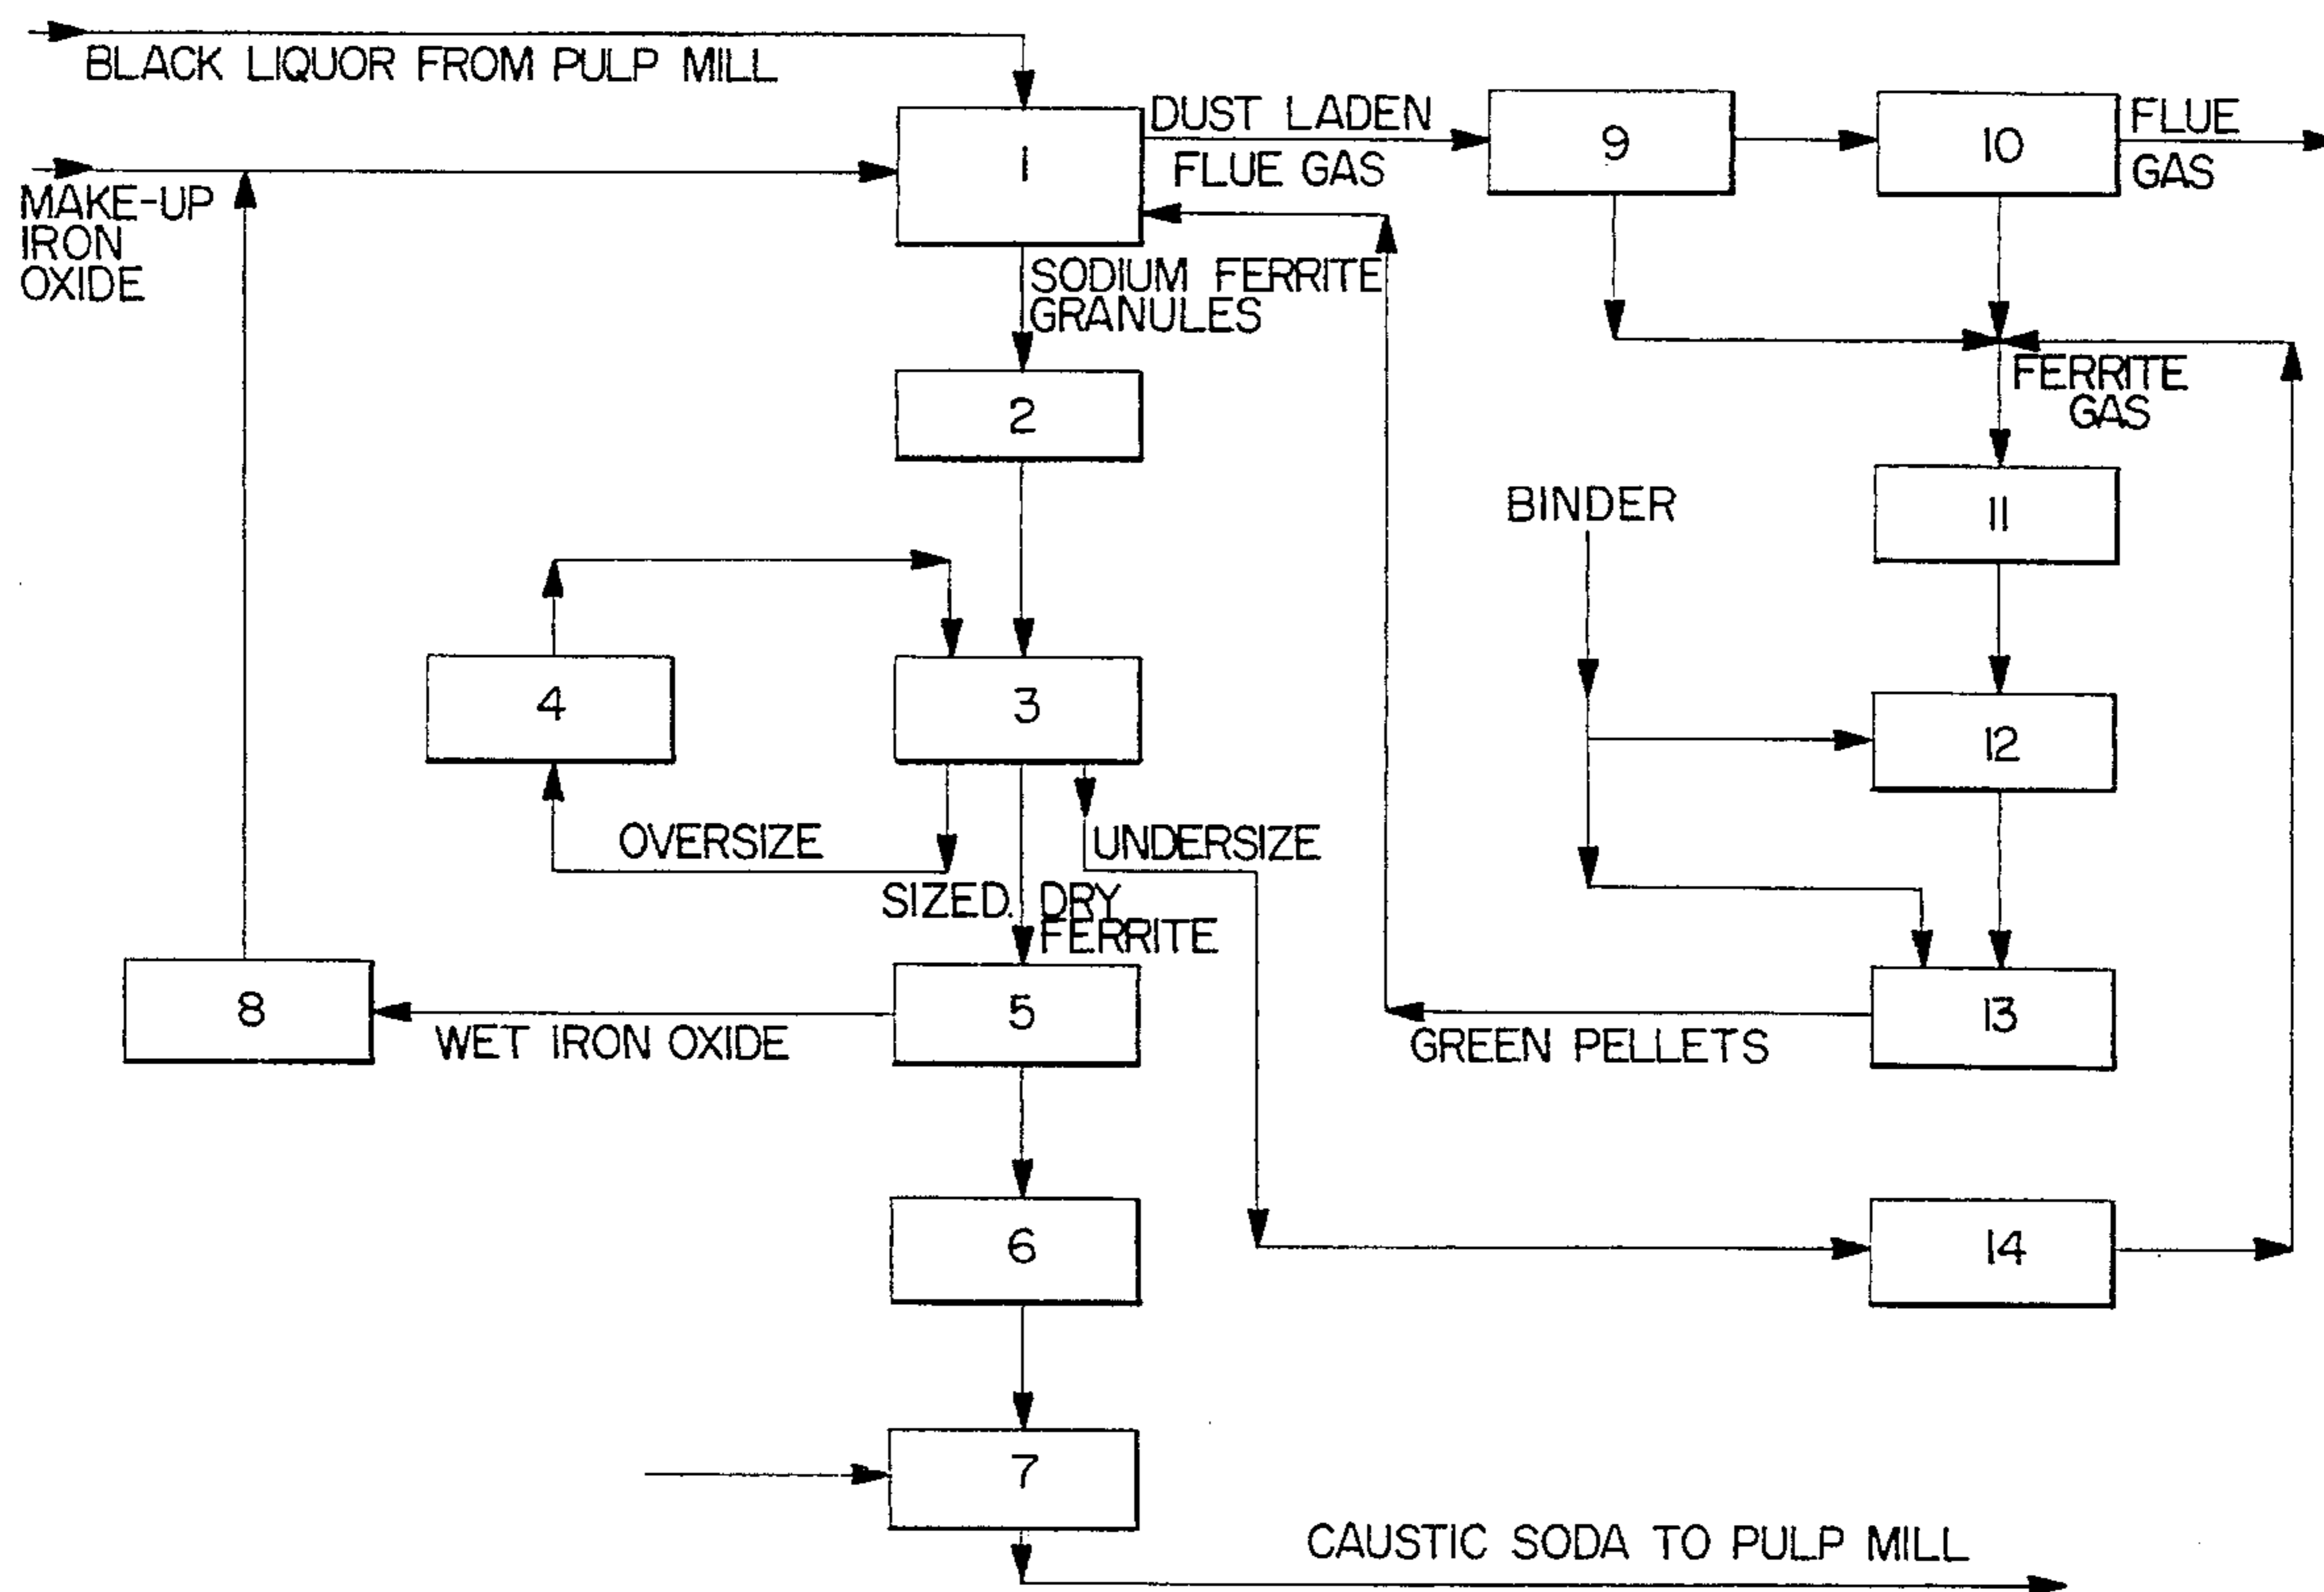 BLACK LIQUOR FROM PULP MILL
MAKE-UP
IRON
OXIDE
1
DUST LADEN
FLUE GAS
9
10
FLUE
GAS
SODIUM FERRITE
GRANULES
2
FERRITE
GAS
11
BINDER
4
3
12
OVERSIZE
UNDERSIZE
SIZED. DRY
FERRITE
8
WET IRON OXIDE
5
GREEN PELLETS
13
6
14
7
CAUSTIC SODA TO PULP MILL